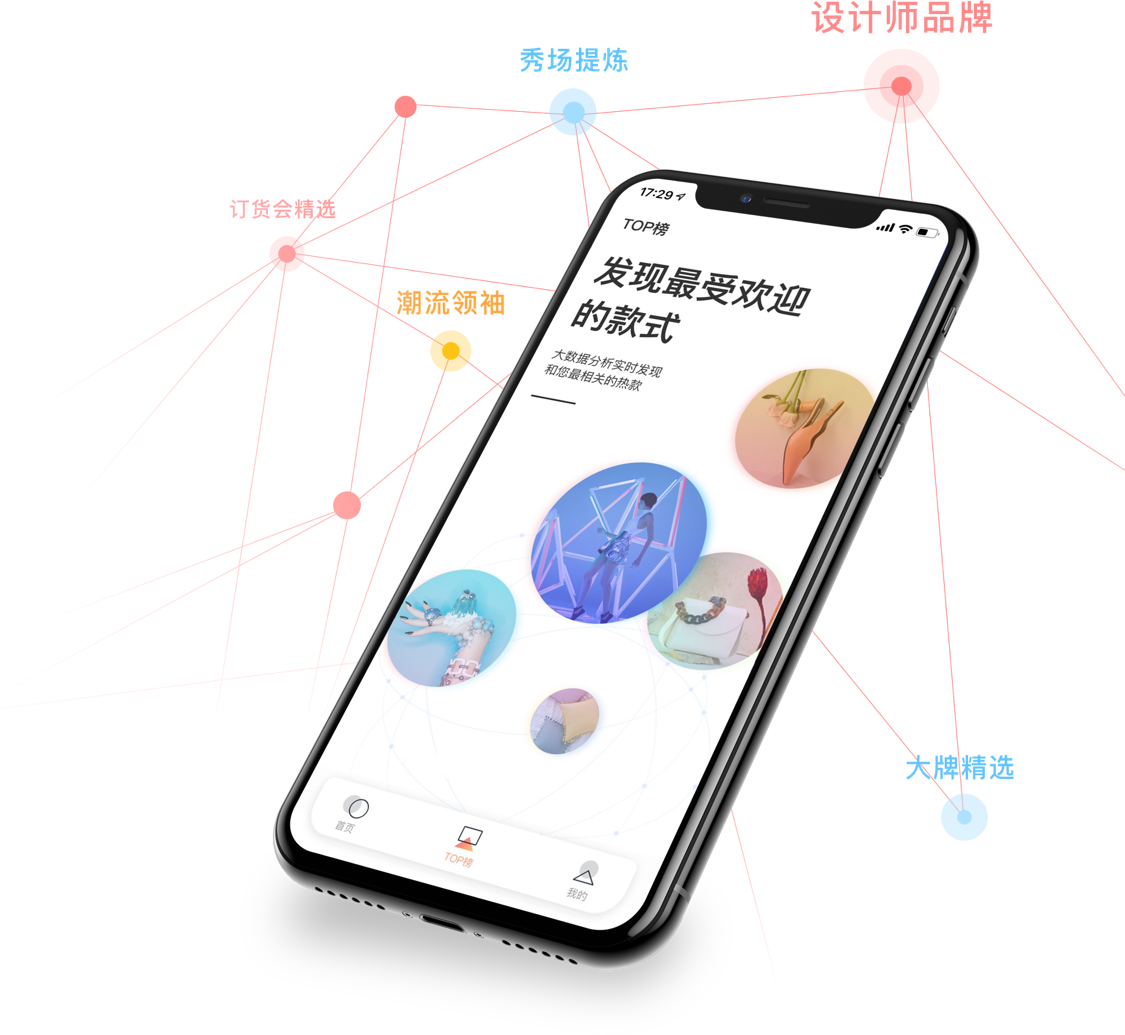 设计师品牌
秀场提炼
订货会精选
潮流领袖
17:29
TOP榜
发现最受欢迎
的款式
大数据分析实时发现
和您最相关的热款
大牌精选
首页
TOP榜
我的